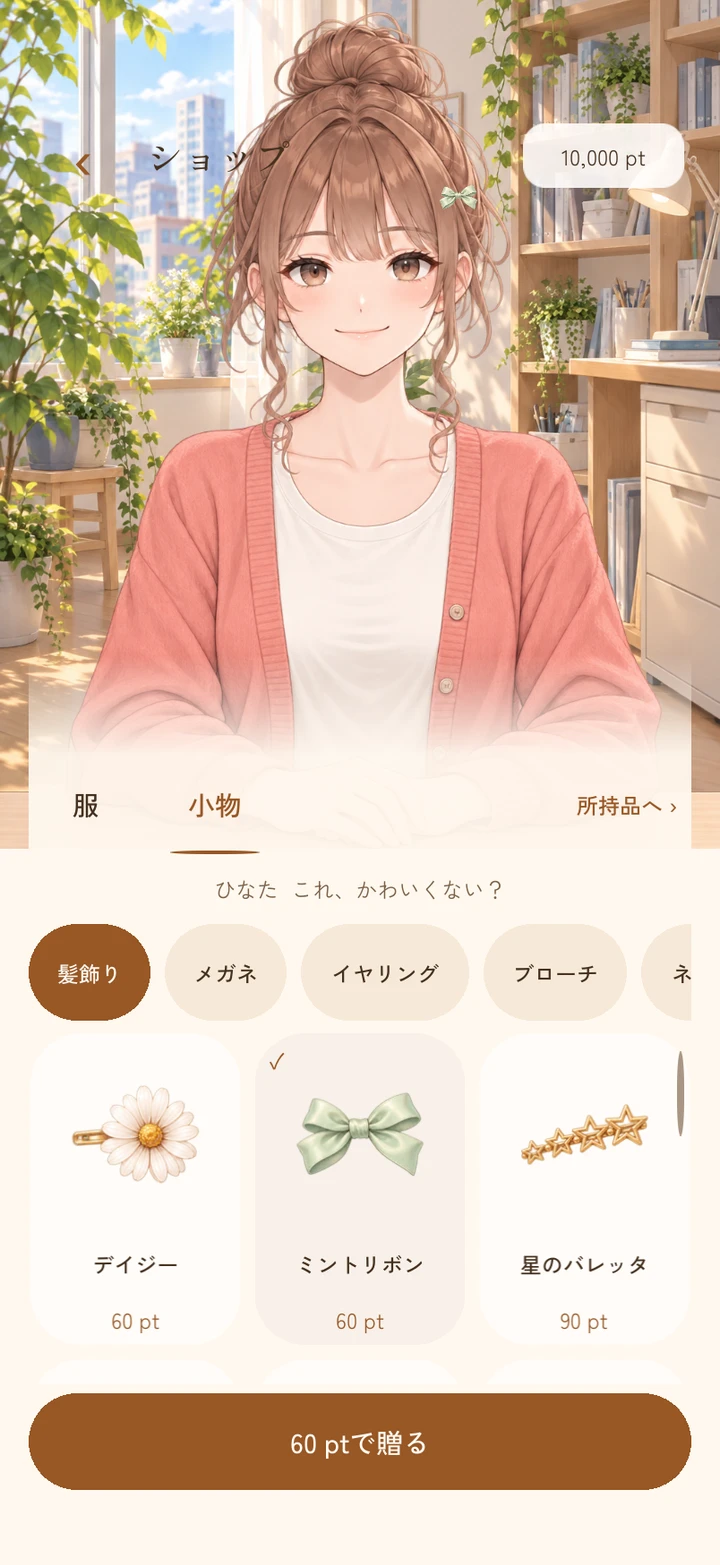 ‹ ショップ
10,000 pt
服
小物
所持品へ ›
ひなた これ、かわいくない？
髪飾り
メガネ
イヤリング
ブローチ
ネ
✓
デイジー
60 pt
ミントリボン
60 pt
星のバレッタ
90 pt
60 ptで贈る